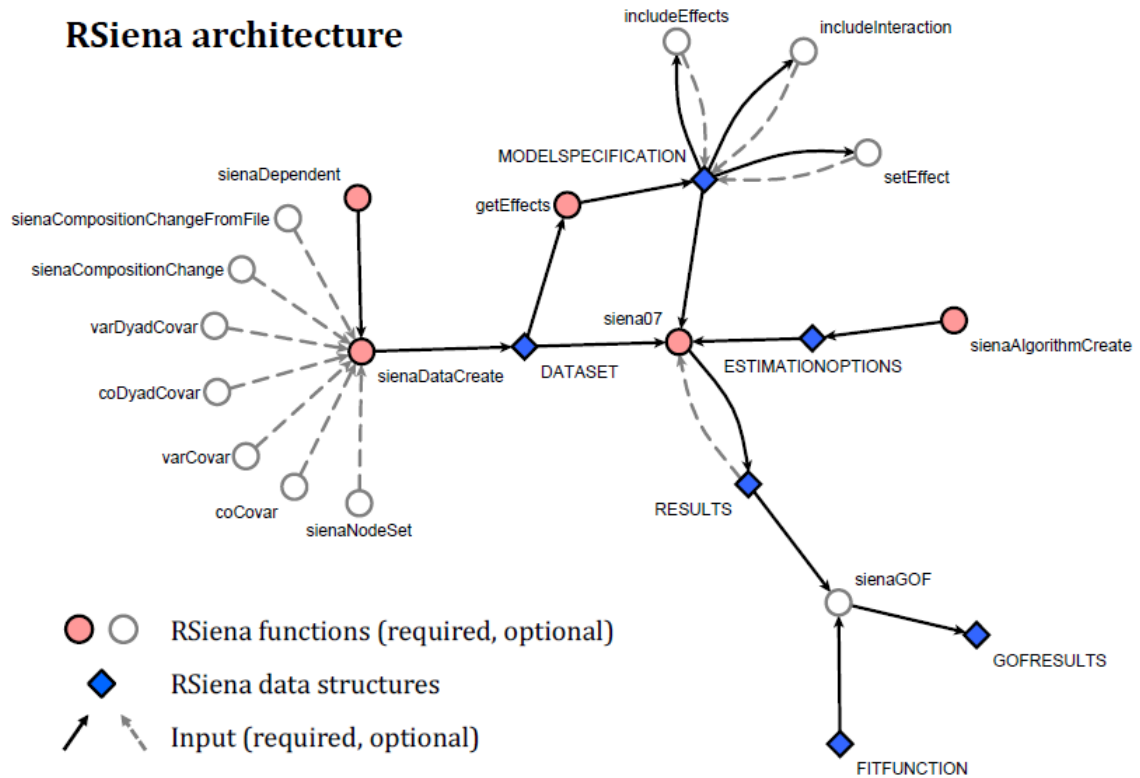 RSiena architecture
includeEffects
includeInteraction
MODELSPECIFICATION
setEffect
sienaDependent
getEffects
sienaCompositionChangeFromFile
sienaCompositionChange
varDyadCovar
siena07
sienaAlgorithmCreate
sienaDataCreate
DATASET
ESTIMATIONOPTIONS
coDyadCovar
varCovar
coCovar
sienaNodeSet
RESULTS
sienaGOF
RSiena functions (required, optional)
GOFRESULTS
RSiena data structures
Input (required, optional)
FITFUNCTION